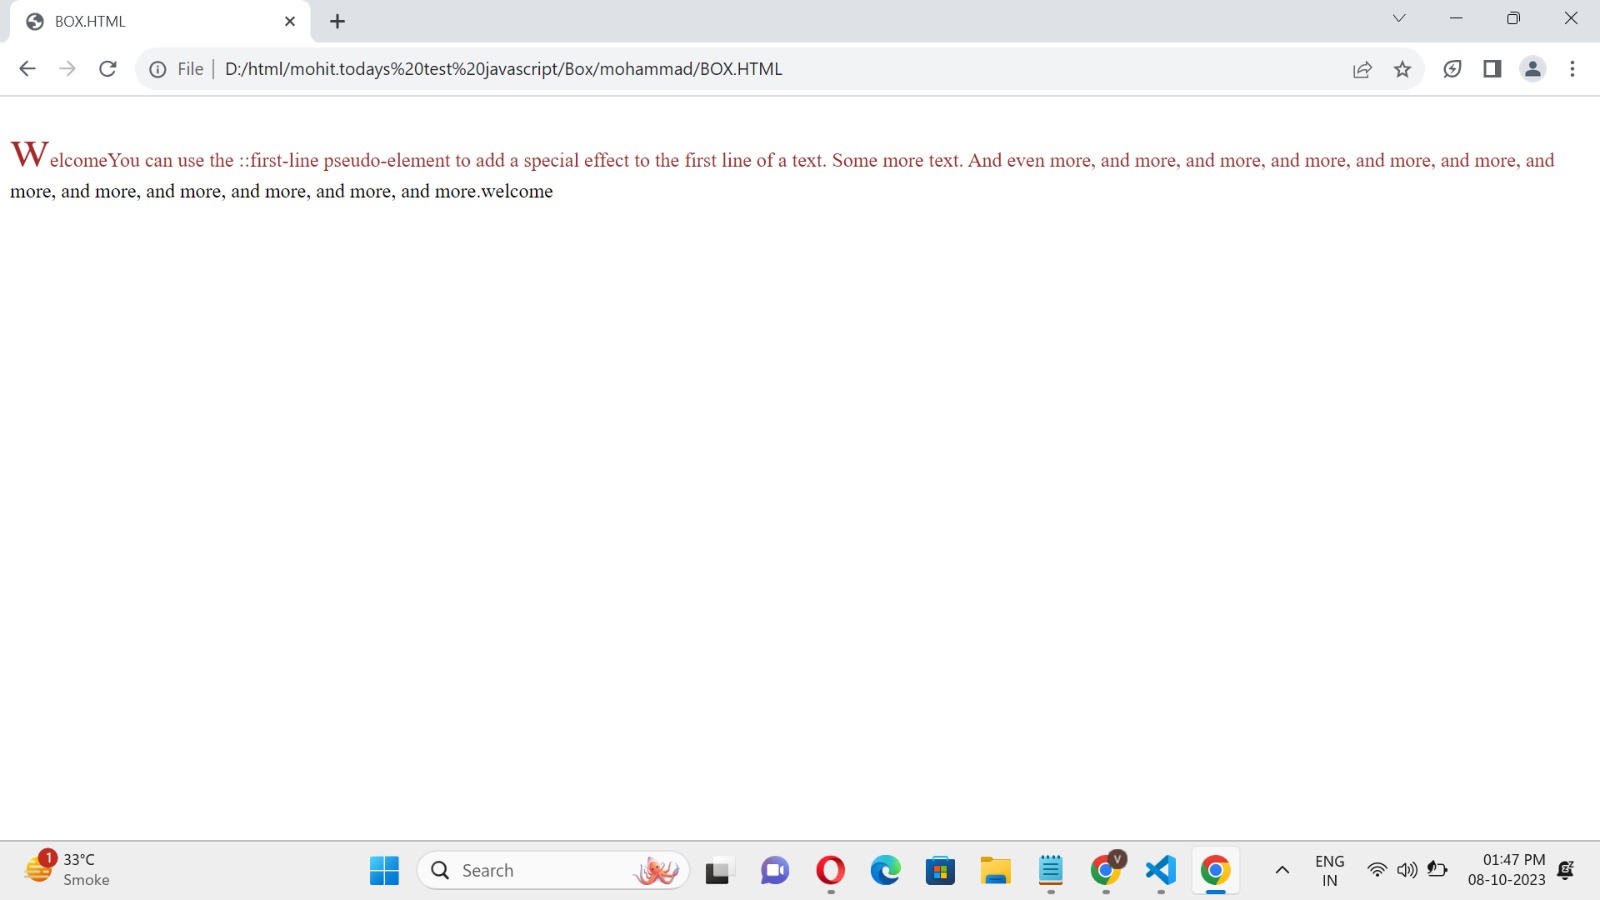 BOX.HTML
File | D:/html/mohit.todays%20test%20javascript/Box/mohammad/BOX.HTML
WelcomeYou can use the ::first-line pseudo-element to add a special effect to the first line of a text. Some more text. And even more, and more, and more, and more, and more, and more, and
more, and more, and more, and more, and more, and more.welcome
1
33°C
Smoke
Search
V
ENG
IN
01:47 PM
08-10-2023